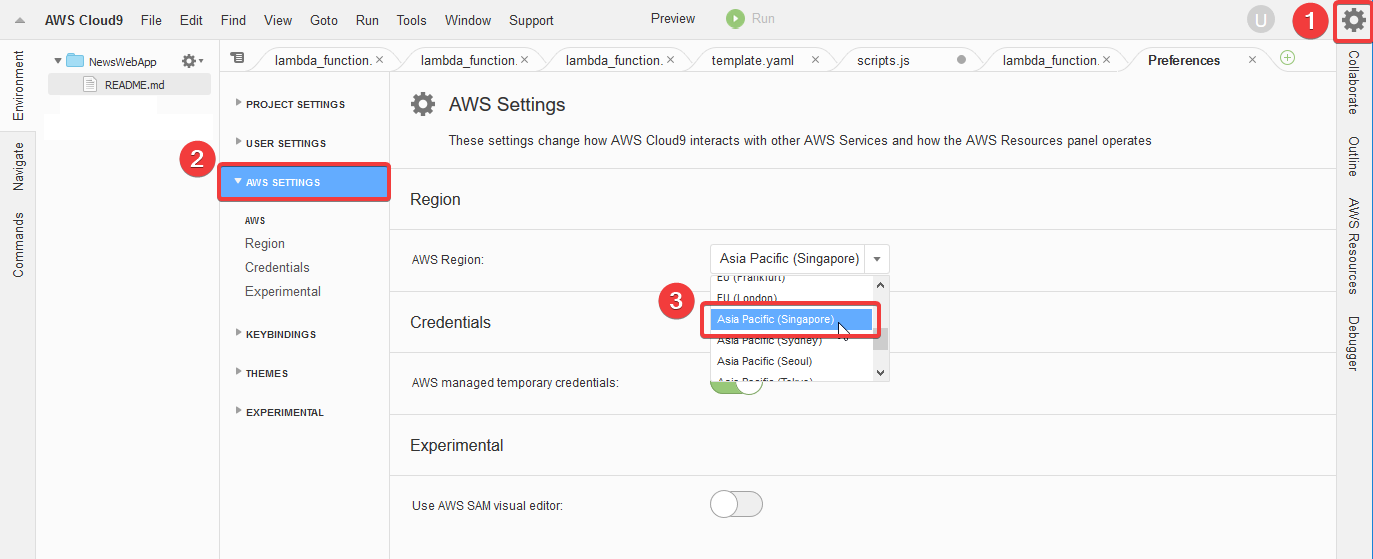 AWS Cloud9 File Edit Find View Goto Run Tools Window Support Preview Run U 1
Environment
Navigate
Commands
NewsWebApp
README.md
lambda_function. lambda_function. lambda_function. template.yaml scripts.js lambda_function. Preferences
PROJECT SETTINGS
USER SETTINGS
2
AWS SETTINGS
AWS
Region
Credentials
Experimental
KEYBINDINGS
THEMES
EXPERIMENTAL
AWS Settings
These settings change how AWS Cloud9 interacts with other AWS Services and how the AWS Resources panel operates
Region
AWS Region: Asia Pacific (Singapore)
EU (Frankfurt)
EU (London)
3
Asia Pacific (Singapore)
Asia Pacific (Sydney)
Asia Pacific (Seoul)
Asia Pacific (Tokyo)
Credentials
AWS managed temporary credentials:
Experimental
Use AWS SAM visual editor:
Collaborate
Outline
AWS Resources
Debugger